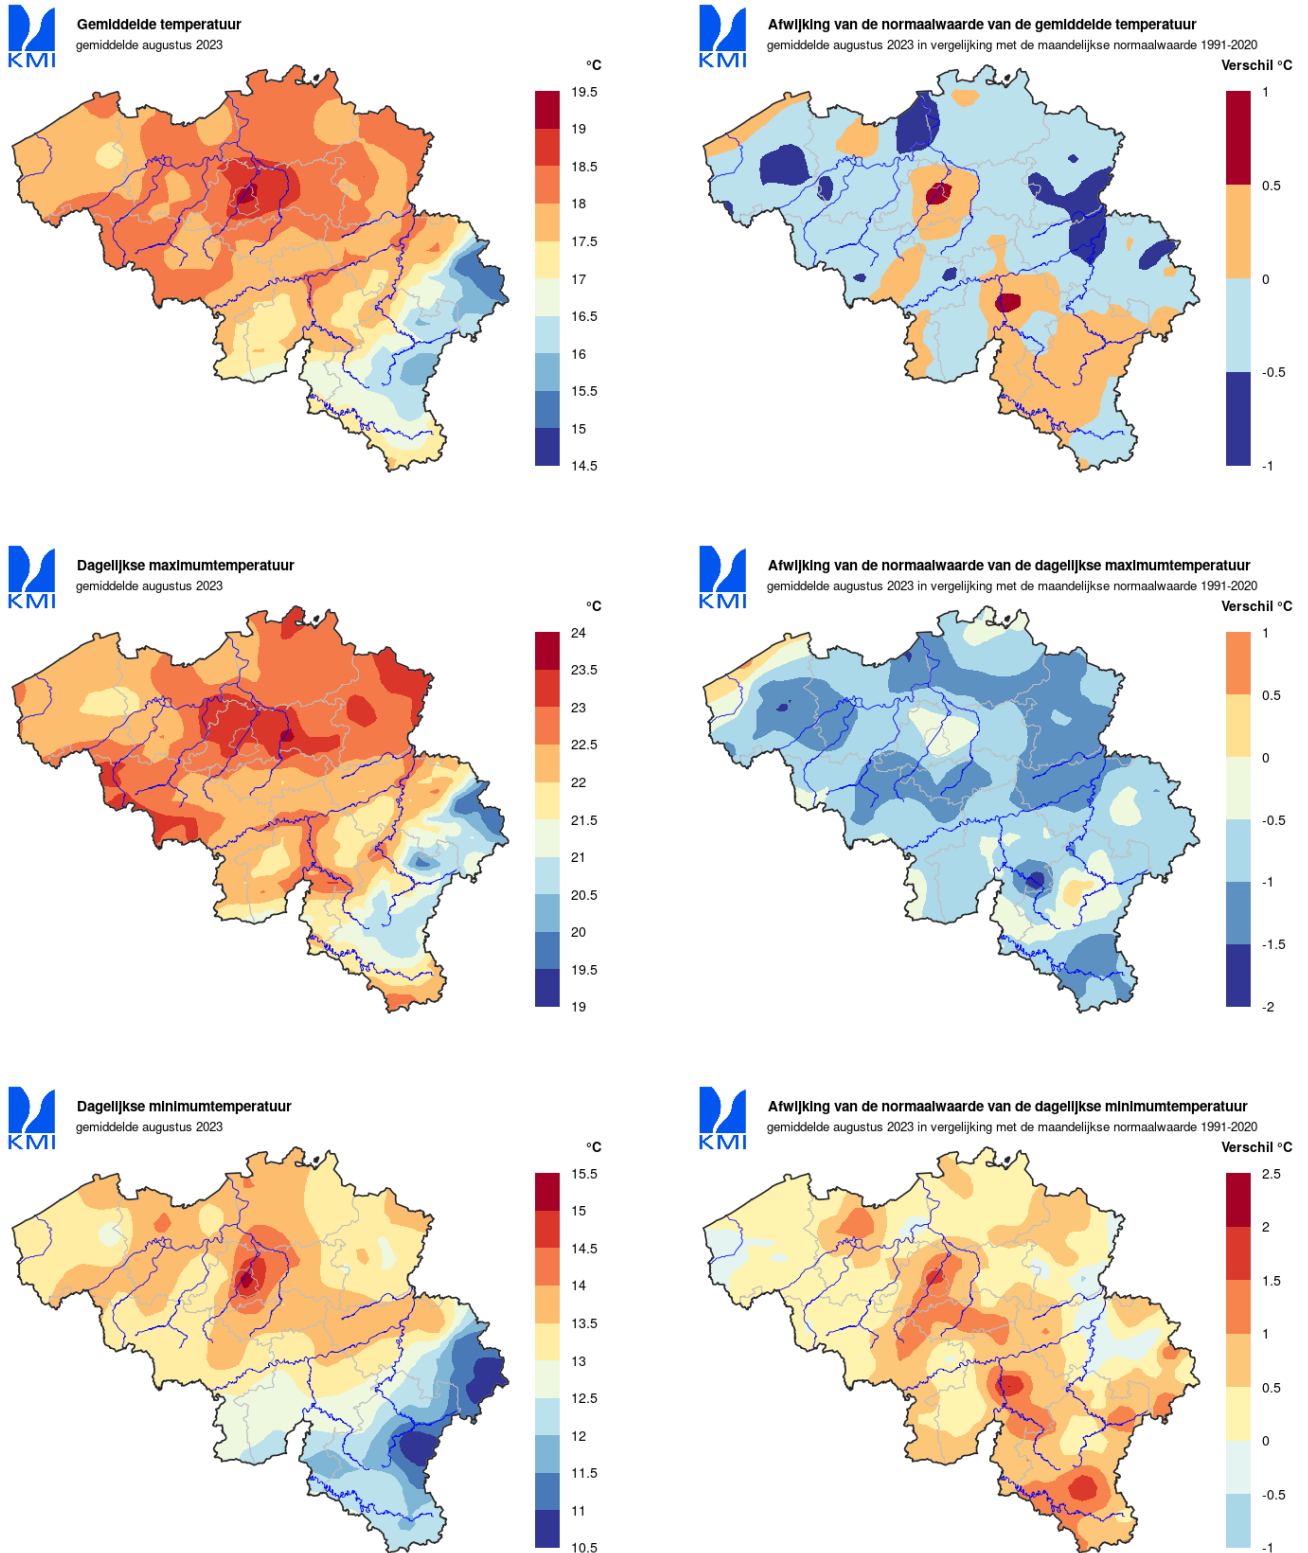 Gemiddelde temperatuur
gemiddelde augustus 2023
KMI
°C
19.5
19
18.5
18
17.5
17
16.5
16
15.5
15
14.5
Afwijking van de normaalwaarde van de gemiddelde temperatuur
gemiddelde augustus 2023 in vergelijking met de maandelijkse normaalwaarde 1991-2020
KMI
Verschil °C
1
0.5
0
-0.5
-1
Dagelijkse maximumtemperatuur
gemiddelde augustus 2023
KMI
°C
24
23.5
23
22.5
22
21.5
21
20.5
20
19.5
19
Afwijking van de normaalwaarde van de dagelijkse maximumtemperatuur
gemiddelde augustus 2023 in vergelijking met de maandelijkse normaalwaarde 1991-2020
KMI
Verschil °C
1
0.5
0
-0.5
-1
-1.5
-2
Dagelijkse minimumtemperatuur
gemiddelde augustus 2023
KMI
°C
15.5
15
14.5
14
13.5
13
12.5
12
11.5
11
10.5
Afwijking van de normaalwaarde van de dagelijkse minimumtemperatuur
gemiddelde augustus 2023 in vergelijking met de maandelijkse normaalwaarde 1991-2020
KMI
Verschil °C
2.5
2
1.5
1
0.5
0
-0.5
-1